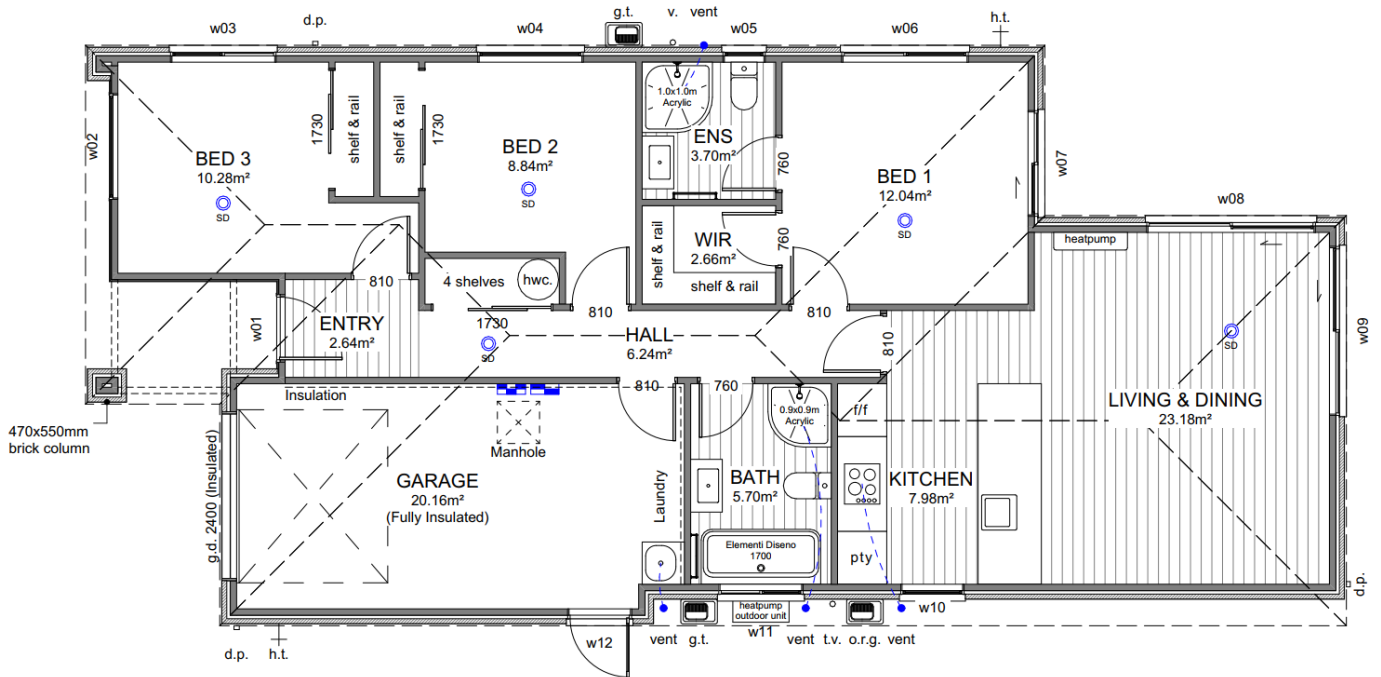 d.p.
g.t.
v.
vent
h.t.
w03
w04
w05
w06
1.0x1.0m
Acrylic
1730
shelf & rail
shelf & rail
1730
w02
BED 3
10.28m²
SD
BED 2
8.84m²
SD
ENS
3.70m²
760
BED 1
12.04m²
SD
w07
w08
heatpump
WIR
2.66m²
760
shelf & rail
shelf & rail
4 shelves
hwc.
810
w01
ENTRY
2.64m²
1730
SD
810
HALL
6.24m²
810
810
SD
w09
Insulation
810
760
0.9x0.9m
Acrylic
f/f
LIVING & DINING
23.18m²
470x550mm
brick column
Manhole
g.d. 2400 (Insulated)
GARAGE
20.16m²
(Fully Insulated)
Laundry
BATH
5.70m²
KITCHEN
7.98m²
Elementi Diseno
1700
pty
d.p.
heatpump
outdoor unit
w10
d.p.
h.t.
w12
vent
g.t.
w11
vent
t.v.
o.r.g.
vent